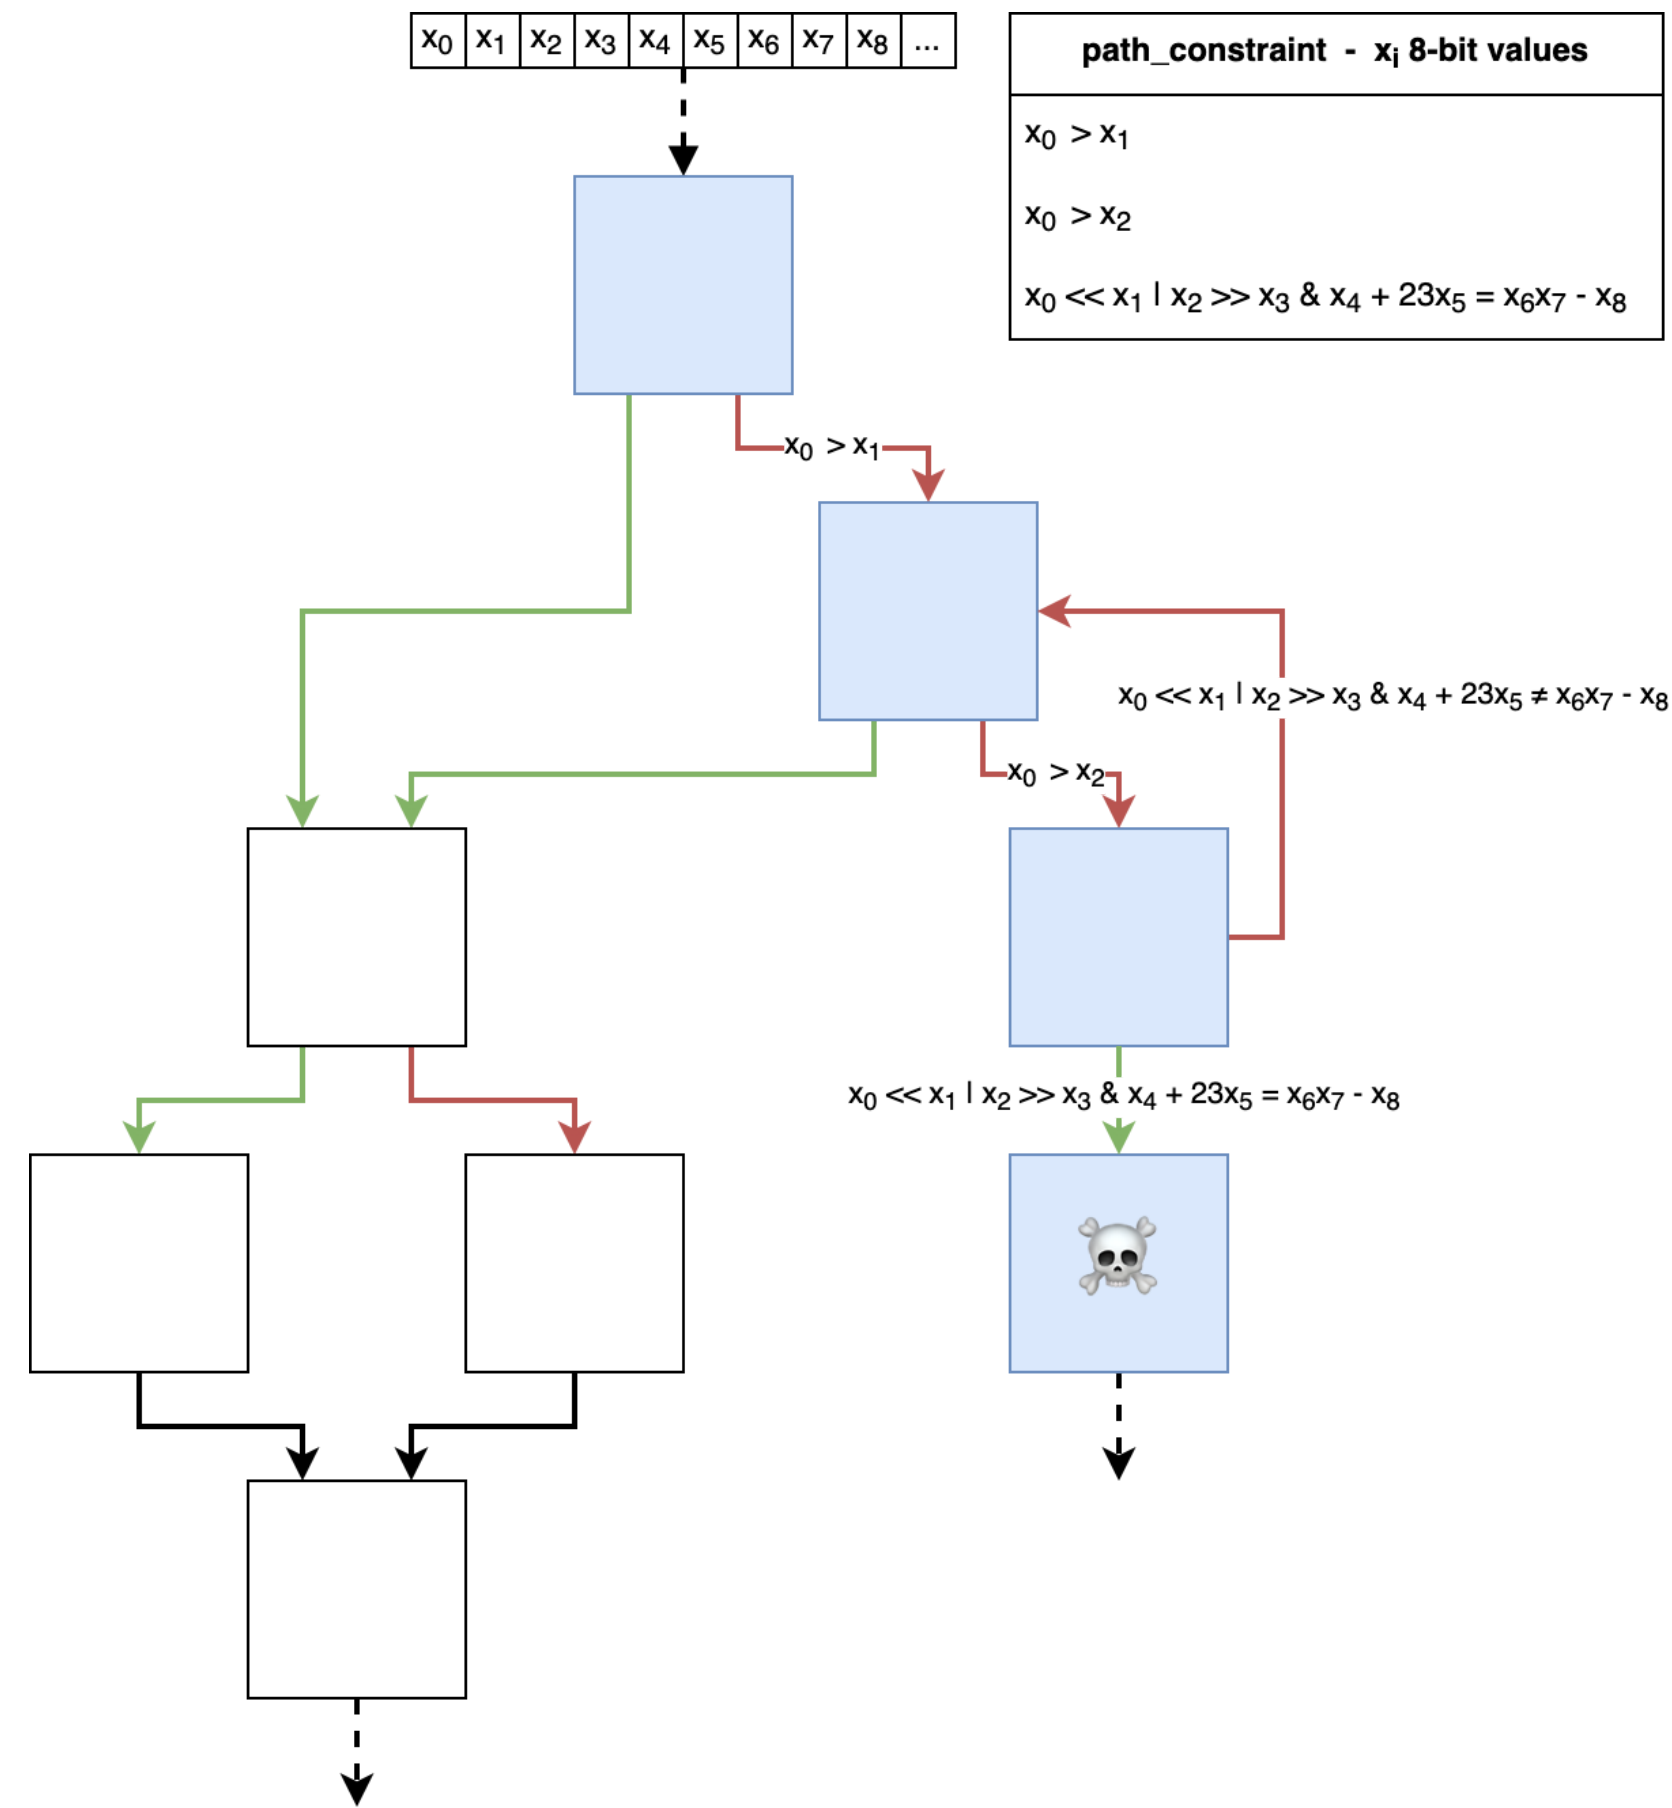 x₀ x₁ x₂ x₃ x₄ x₅ x₆ x₇ x₈ ...
path_constraint - xᵢ 8-bit values
x₀ > x₁
x₀ > x₂
x₀ << x₁ | x₂ >> x₃ & x₄ + 23x₅ = x₆x₇ - x₈
x₀ > x₁
x₀ << x₁ | x₂ >> x₃ & x₄ + 23x₅ ≠ x₆x₇ - x₈
x₀ > x₂
x₀ << x₁ | x₂ >> x₃ & x₄ + 23x₅ = x₆x₇ - x₈